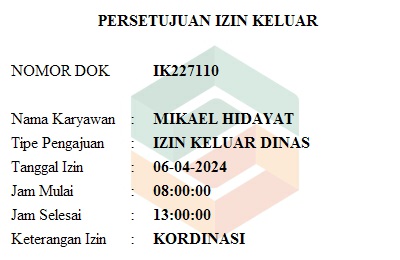 PERSETUJUAN IZIN KELUAR
NOMOR DOK IK227110
Nama Karyawan : MIKAEL HIDAYAT
Tipe Pengajuan : IZIN KELUAR DINAS
Tanggal Izin : 06-04-2024
Jam Mulai : 08:00:00
Jam Selesai : 13:00:00
Keterangan Izin : KORDINASI